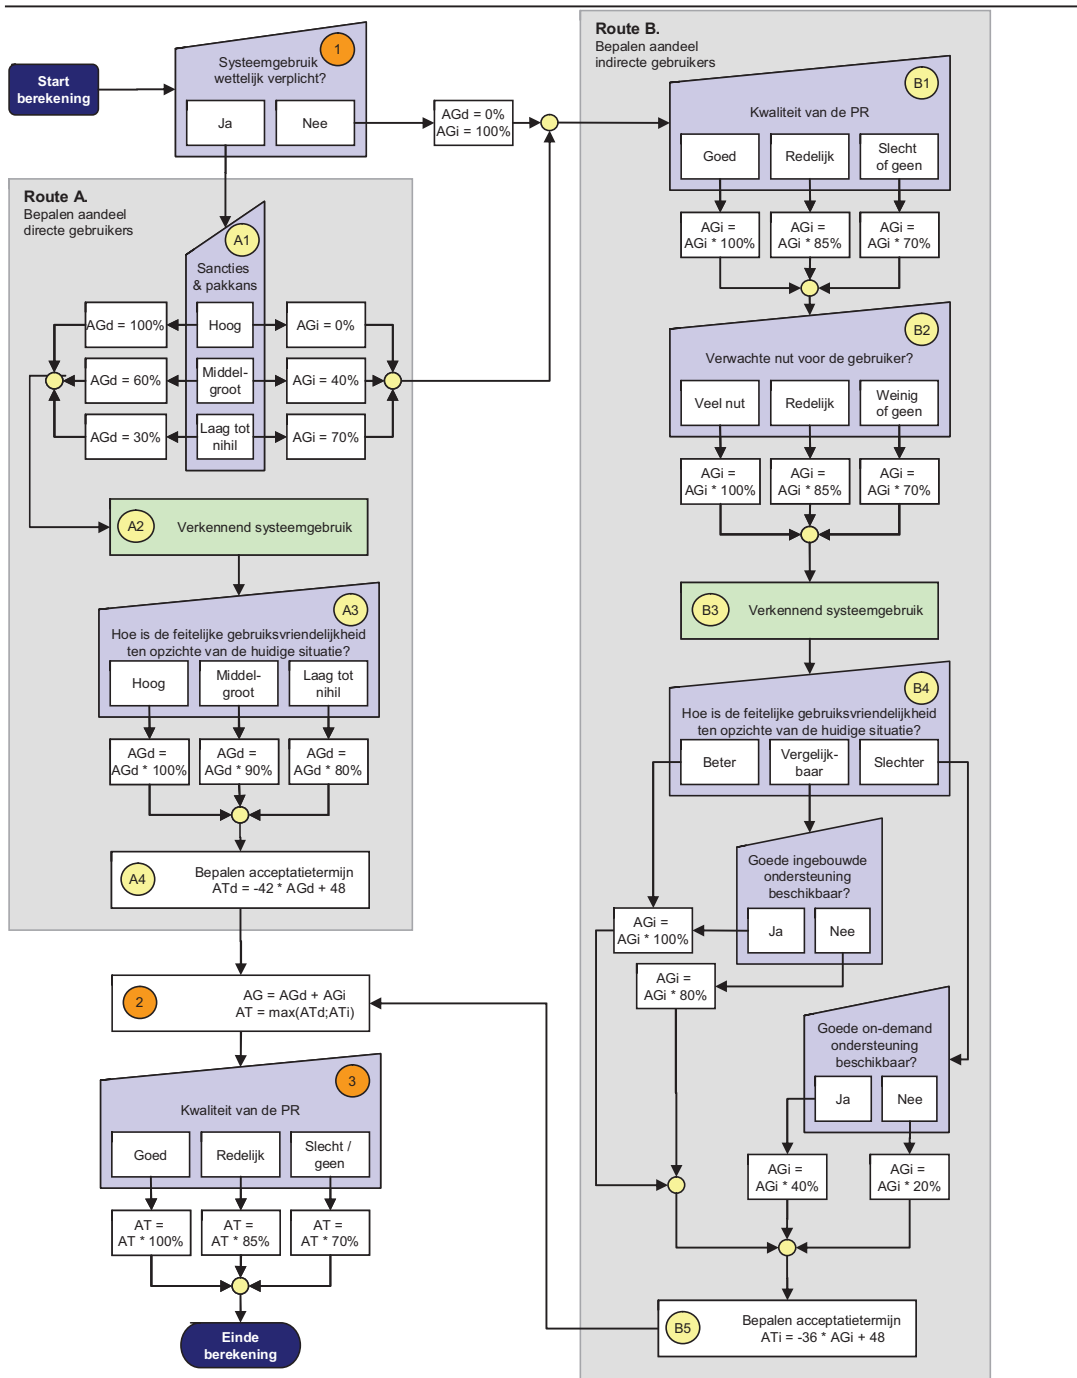 Start
berekening
1
Systeemgebruik
wettelijk verplicht?
Ja
Nee
AGd = 0%
AGi = 100%
Route A.
Bepalen aandeel
directe gebruikers
A1
Sancties
& pakkans
AGd = 100%
Hoog
AGi = 0%
AGd = 60%
Middel-
groot
AGi = 40%
AGd = 30%
Laag tot
nihil
AGi = 70%
A2
Verkennend systeemgebruik
A3
Hoe is de feitelijke gebruiksvriendelijkheid
ten opzichte van de huidige situatie?
Hoog
Middel-
groot
Laag tot
nihil
AGd =
AGd * 100%
AGd =
AGd * 90%
AGd =
AGd * 80%
A4
Bepalen acceptatietermijn
ATd = -42 * AGd + 48
2
AG = AGd + AGi
AT = max(ATd;ATi)
3
Kwaliteit van de PR
Goed
Redelijk
Slecht /
geen
AT =
AT * 100%
AT =
AT * 85%
AT =
AT * 70%
Einde
berekening
Route B.
Bepalen aandeel
indirecte gebruikers
B1
Kwaliteit van de PR
Goed
Redelijk
Slecht
of geen
AGi =
AGi * 100%
AGi =
AGi * 85%
AGi =
AGi * 70%
B2
Verwachte nut voor de gebruiker?
Veel nut
Redelijk
Weinig
of geen
AGi =
AGi * 100%
AGi =
AGi * 85%
AGi =
AGi * 70%
B3
Verkennend systeemgebruik
B4
Hoe is de feitelijke gebruiksvriendelijkheid
ten opzichte van de huidige situatie?
Beter
Vergelijk-
baar
Slechter
Goede ingebouwde
ondersteuning
beschikbaar?
Ja
Nee
AGi =
AGi * 100%
AGi =
AGi * 80%
Goede on-demand
ondersteuning
beschikbaar?
Ja
Nee
AGi =
AGi * 40%
AGi =
AGi * 20%
B5
Bepalen acceptatietermijn
ATi = -36 * AGi + 48